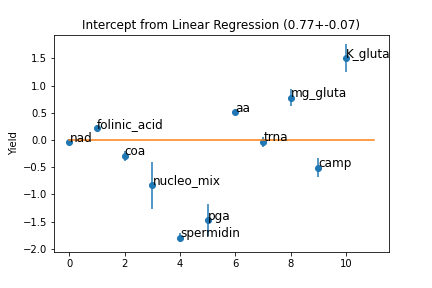 Intercept from Linear Regression (0.77+-0.07)
1.5
1.0
0.5
0.0
-0.5
-1.0
-1.5
-2.0
Yield
K_gluta
mg_gluta
aa
folinic_acid
nad
trna
coa
camp
nucleo_mix
pga
spermidin
0 2 4 6 8 10